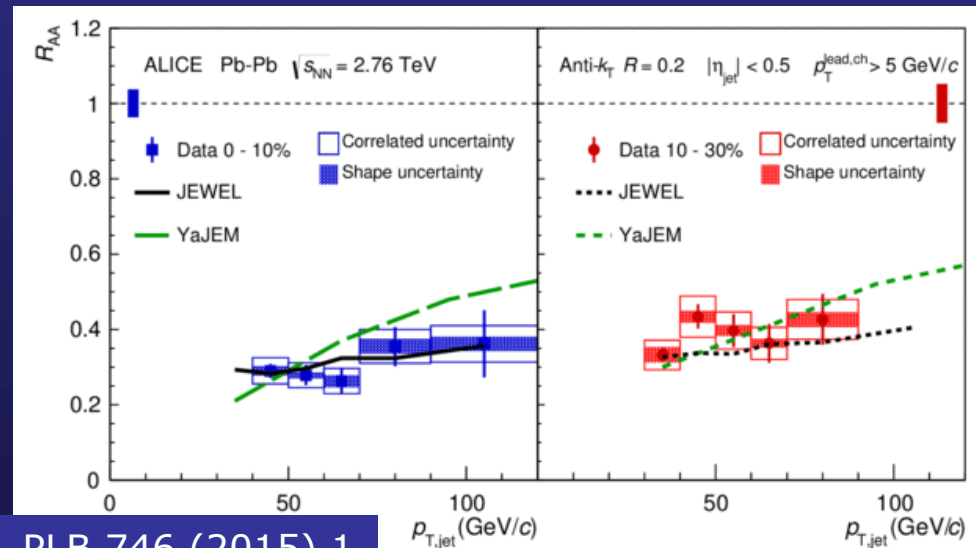 R_AA
1.2
1
0.8
0.6
0.4
0.2
0
ALICE Pb-Pb √s_NN = 2.76 TeV
Data 0 - 10%
Correlated uncertainty
Shape uncertainty
JEWEL
YaJEM
0
50
100
p_T,jet (GeV/c)
Anti-k_T R = 0.2 |η_jet| < 0.5 p_T^lead,ch > 5 GeV/c
Data 10 - 30%
Correlated uncertainty
Shape uncertainty
JEWEL
YaJEM
50
100
p_T,jet (GeV/c)
PLB 746 (2015) 1